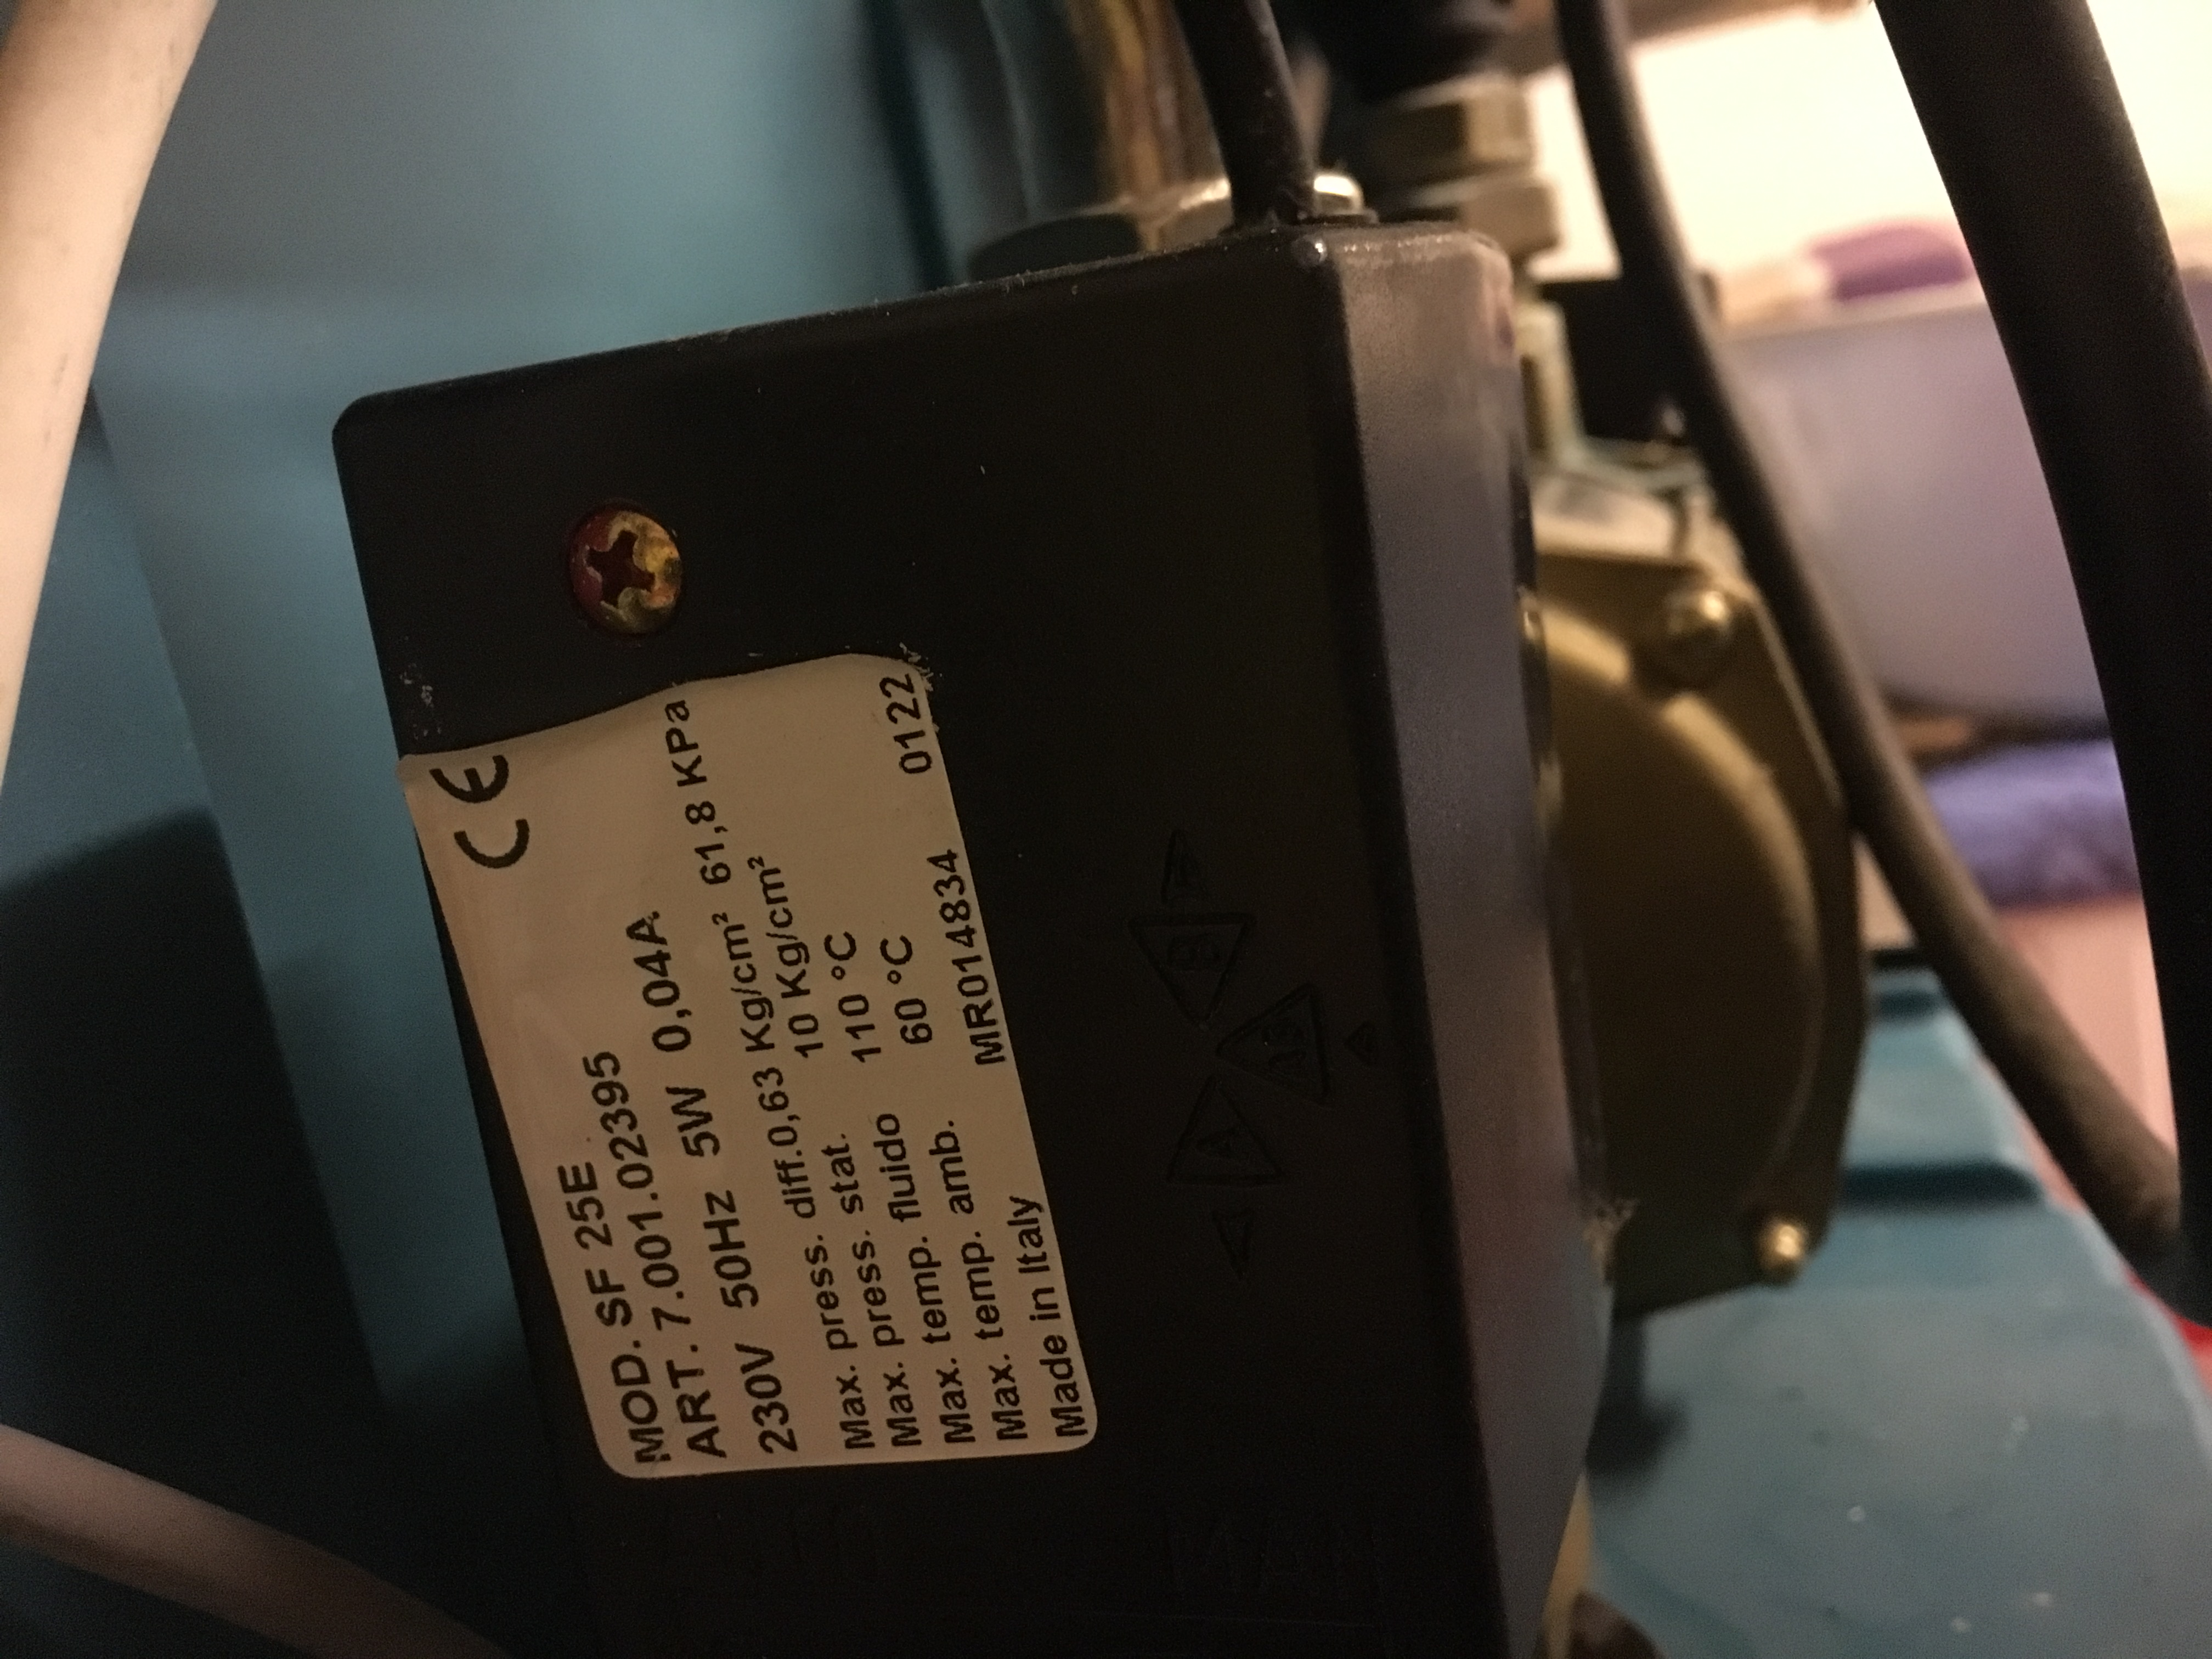 CE
MOD. SF 25E
ART. 7.001.02395
230V 50Hz 5W 0,04A
Max. press. diff.0,63 Kg/cm² 61,8 KPa
Max. press. stat. 10 Kg/cm²
Max. temp. fluido 110 °C
Max. temp. amb. 60 °C
Made in Italy MR014834 0122